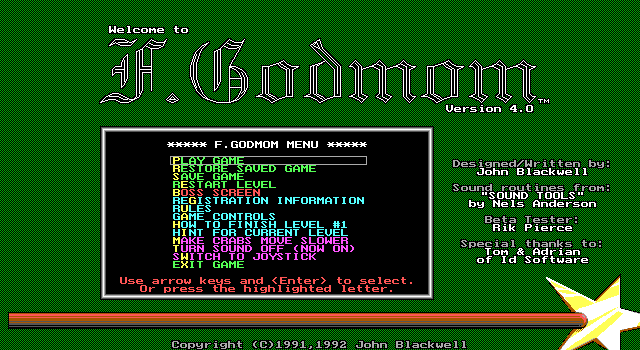 Welcome to
F.Godmom™
Version 4.0
***** F.GODMOM MENU *****
PLAY GAME
RESTORE SAVED GAME
SAVE GAME
RESTART LEVEL
BOSS SCREEN
REGISTRATION INFORMATION
RULES
GAME CONTROLS
HOW TO FINISH LEVEL #1
HINT FOR CURRENT LEVEL
MAKE CRABS MOVE SLOWER
TURN SOUND OFF (NOW ON)
SWITCH TO JOYSTICK
EXIT GAME
Use arrow keys and <Enter> to select.
Or press the highlighted letter.
Designed/Written by:
John Blackwell
Sound routines from:
"SOUND TOOLS"
by Nels Anderson
Beta Tester:
Rik Pierce
Special thanks to:
Tom & Adrian
of Id Software
Copyright (C)1991,1992 John Blackwell